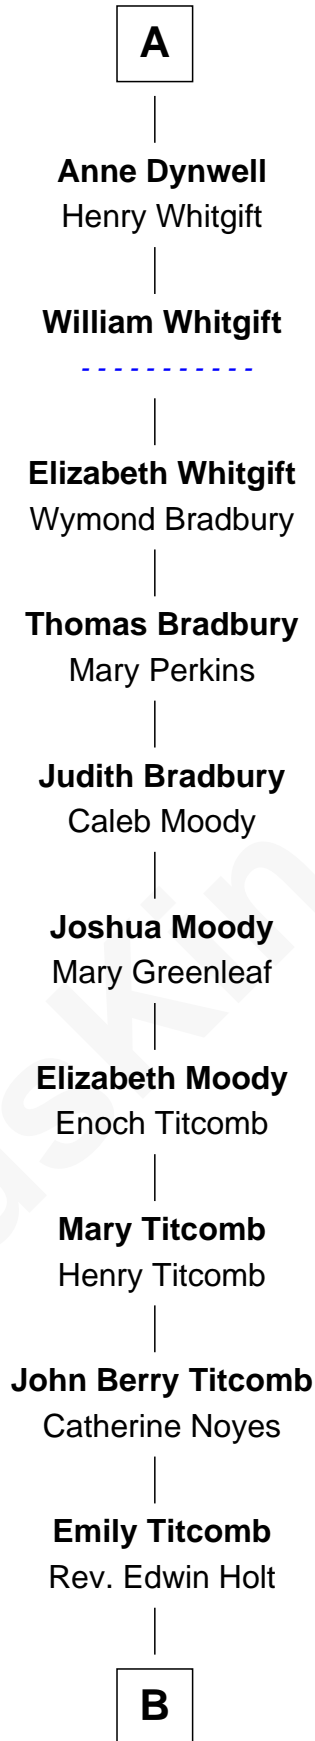 A
Anne Dynwell
Henry Whitgift
William Whitgift
- - - - - - - - - - -
Elizabeth Whitgift
Wymond Bradbury
Thomas Bradbury
Mary Perkins
Judith Bradbury
Caleb Moody
Joshua Moody
Mary Greenleaf
Elizabeth Moody
Enoch Titcomb
Mary Titcomb
Henry Titcomb
John Berry Titcomb
Catherine Noyes
Emily Titcomb
Rev. Edwin Holt
B